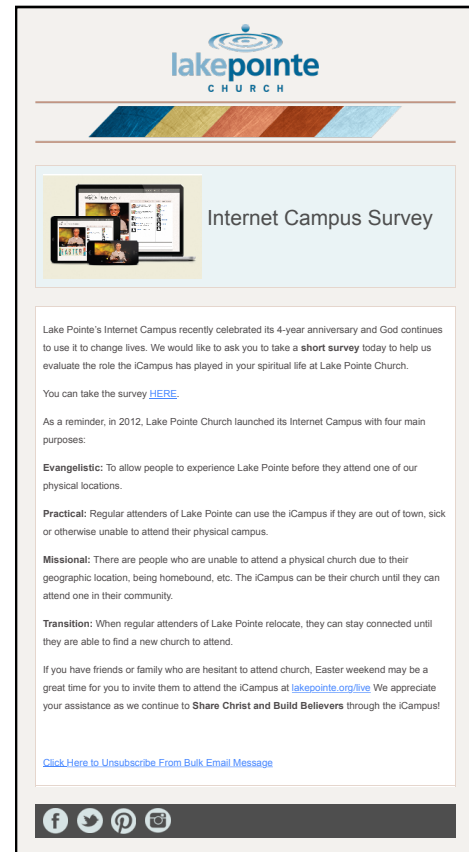 lakepointe
CHURCH
Internet Campus Survey
Lake Pointe's Internet Campus recently celebrated its 4-year anniversary and God continues
to use it to change lives. We would like to ask you to take a short survey today to help us
evaluate the role the iCampus has played in your spiritual life at Lake Pointe Church.
You can take the survey HERE.
As a reminder, in 2012, Lake Pointe Church launched its Internet Campus with four main
purposes:
Evangelistic: To allow people to experience Lake Pointe before they attend one of our
physical locations.
Practical: Regular attenders of Lake Pointe can use the iCampus if they are out of town, sick
or otherwise unable to attend their physical campus.
Missional: There are people who are unable to attend a physical church due to their
geographic location, being homebound, etc. The iCampus can be their church until they can
attend one in their community.
Transition: When regular attenders of Lake Pointe relocate, they can stay connected until
they are able to find a new church to attend.
If you have friends or family who are hesitant to attend church, Easter weekend may be a
great time for you to invite them to attend the iCampus at lakepointe.org/live We appreciate
your assistance as we continue to Share Christ and Build Believers through the iCampus!
Click Here to Unsubscribe From Bulk Email Message